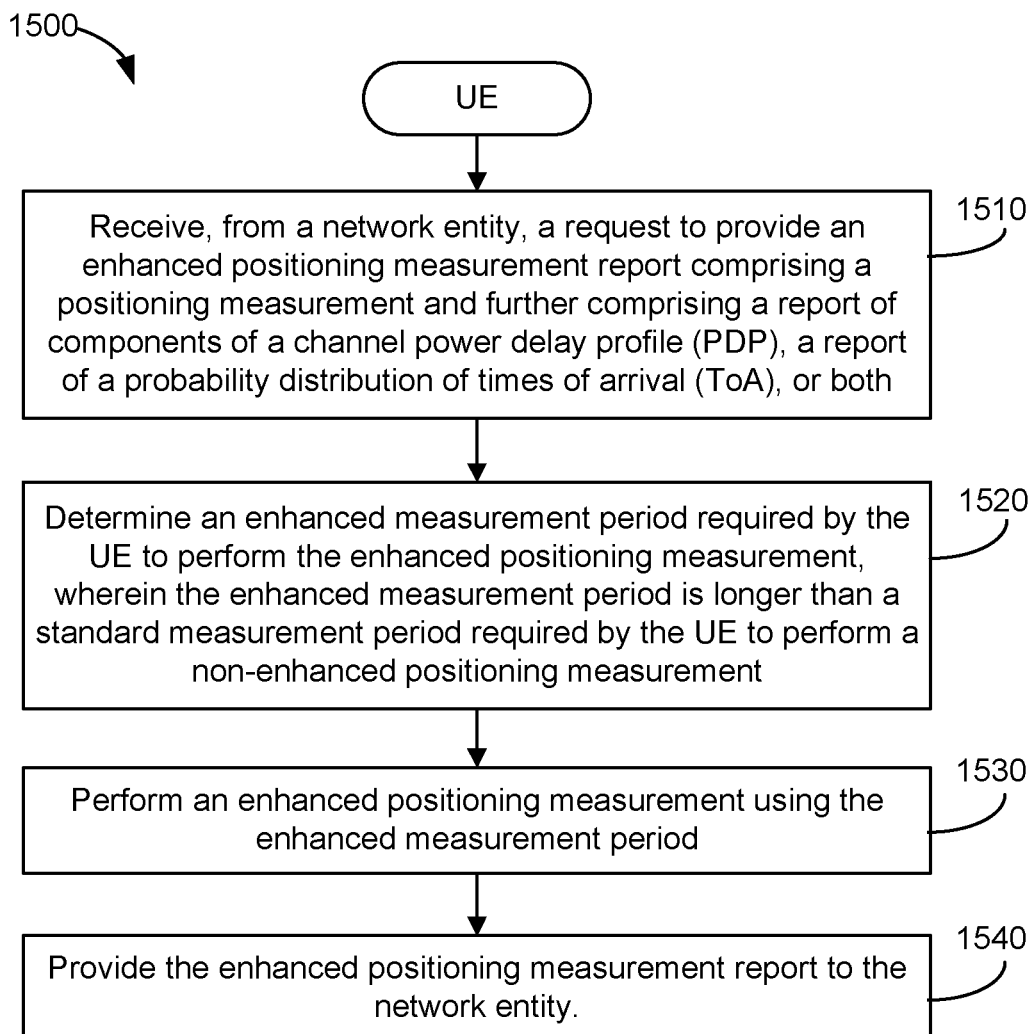 1500
UE
1510
Receive, from a network entity, a request to provide an
enhanced positioning measurement report comprising a
positioning measurement and further comprising a report of
components of a channel power delay profile (PDP), a report
of a probability distribution of times of arrival (ToA), or both
1520
Determine an enhanced measurement period required by the
UE to perform the enhanced positioning measurement,
wherein the enhanced measurement period is longer than a
standard measurement period required by the UE to perform a
non-enhanced positioning measurement
1530
Perform an enhanced positioning measurement using the
enhanced measurement period
1540
Provide the enhanced positioning measurement report to the
network entity.